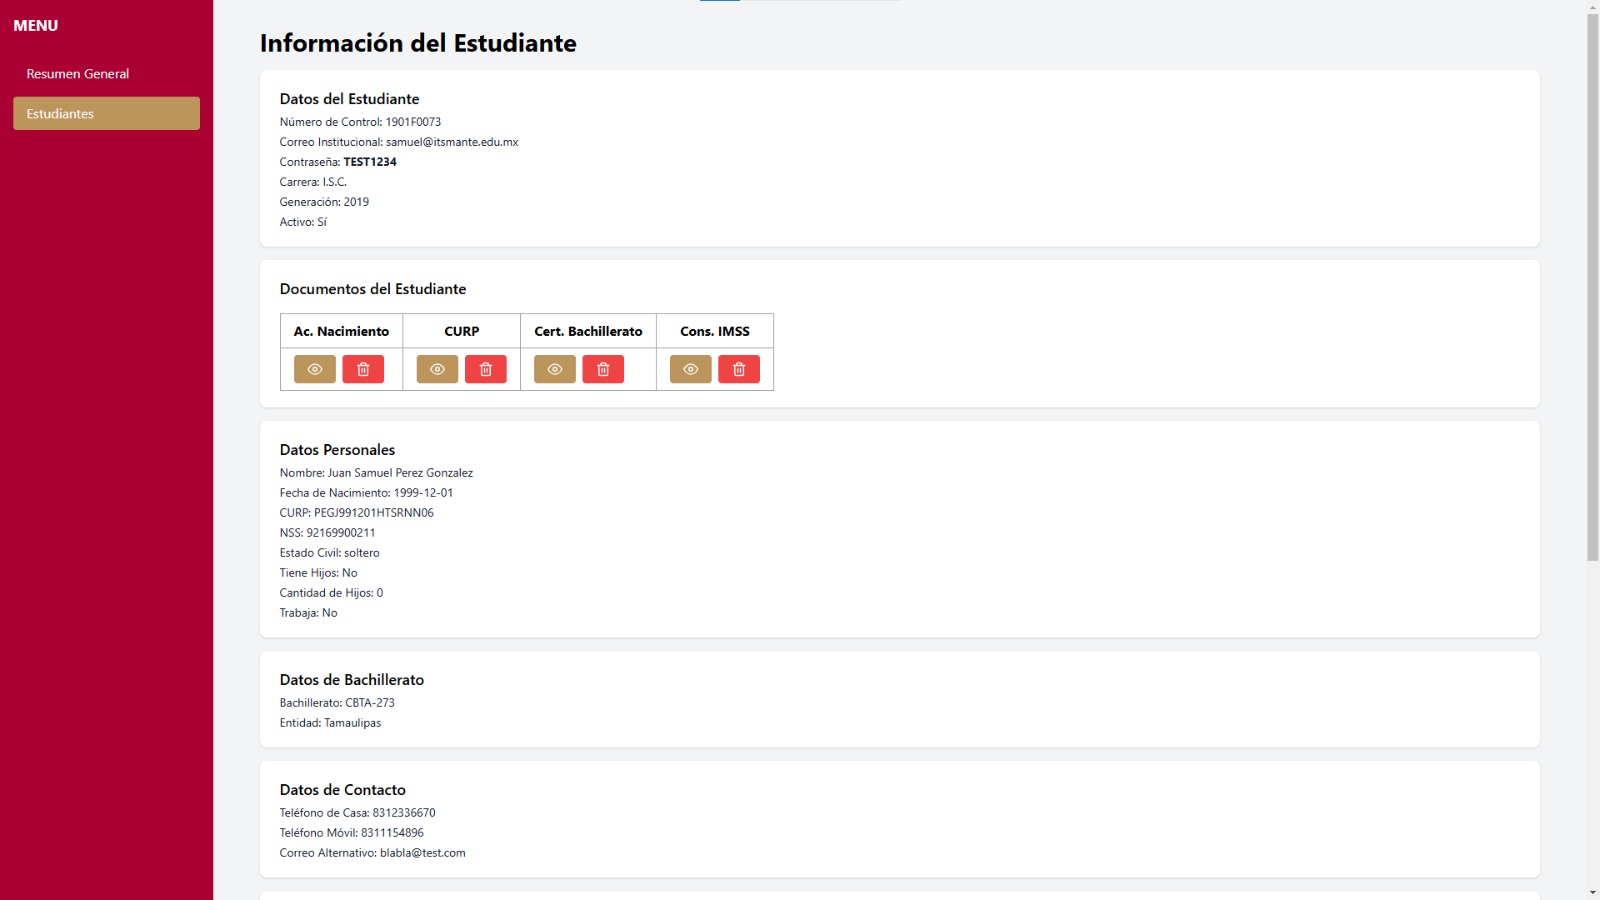 MENU
Resumen General
Estudiantes
Información del Estudiante
Datos del Estudiante
Número de Control: 1901F0073
Correo Institucional: samuel@itsmante.edu.mx
Contraseña: TEST1234
Carrera: I.S.C.
Generación: 2019
Activo: Sí
Documentos del Estudiante
Ac. Nacimiento CURP Cert. Bachillerato Cons. IMSS
Datos Personales
Nombre: Juan Samuel Perez Gonzalez
Fecha de Nacimiento: 1999-12-01
CURP: PEGJ991201HTSRNN06
NSS: 92169900211
Estado Civil: soltero
Tiene Hijos: No
Cantidad de Hijos: 0
Trabaja: No
Datos de Bachillerato
Bachillerato: CBTA-273
Entidad: Tamaulipas
Datos de Contacto
Teléfono de Casa: 8312336670
Teléfono Móvil: 8311154896
Correo Alternativo: blabla@test.com